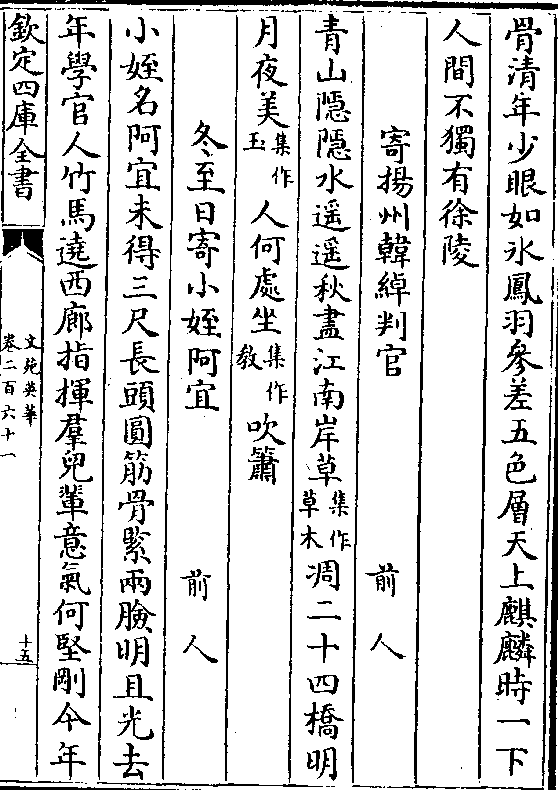 骨清年少眼如氷鳳羽參差五色層天上麒麟時一下
人間不獨有徐陵
寄揚州韓綽判官 前人
青山隱隱水遥遥秋盡江南岸草集作草木凋二十四橋明
月夜美集作玉人何處坐集作教吹簫
冬至日寄小姪阿宜 前人
小姪名阿宜未得三尺長頭圓筋骨緊兩臉明且光去
年學官人竹馬遶西廊指揮羣兒輩意氣何堅剛今年
欽定四庫全書
文苑英華
卷二百六十一
十五